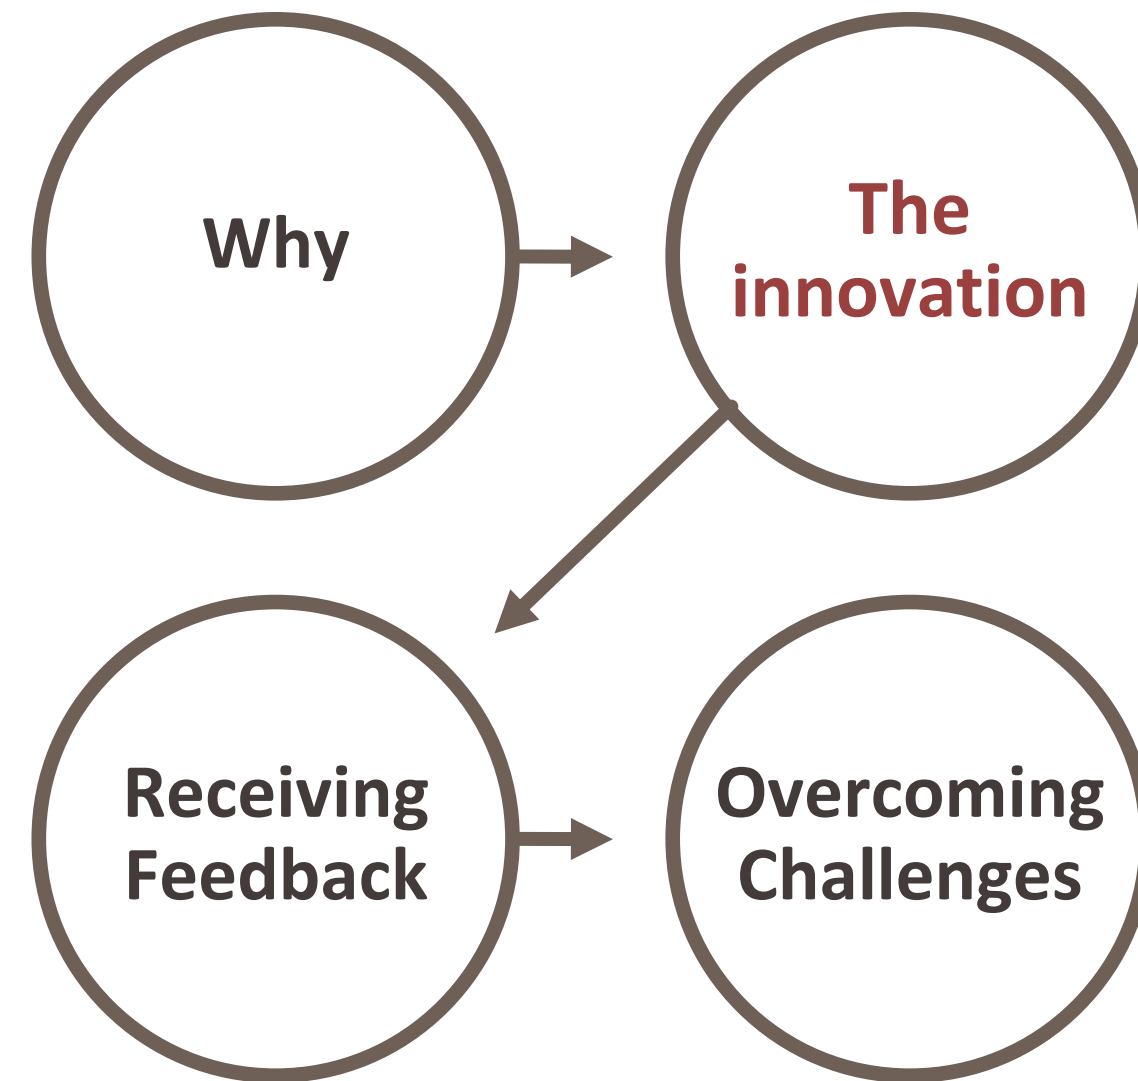 Why
The
innovation
Receiving
Feedback
Overcoming
Challenges